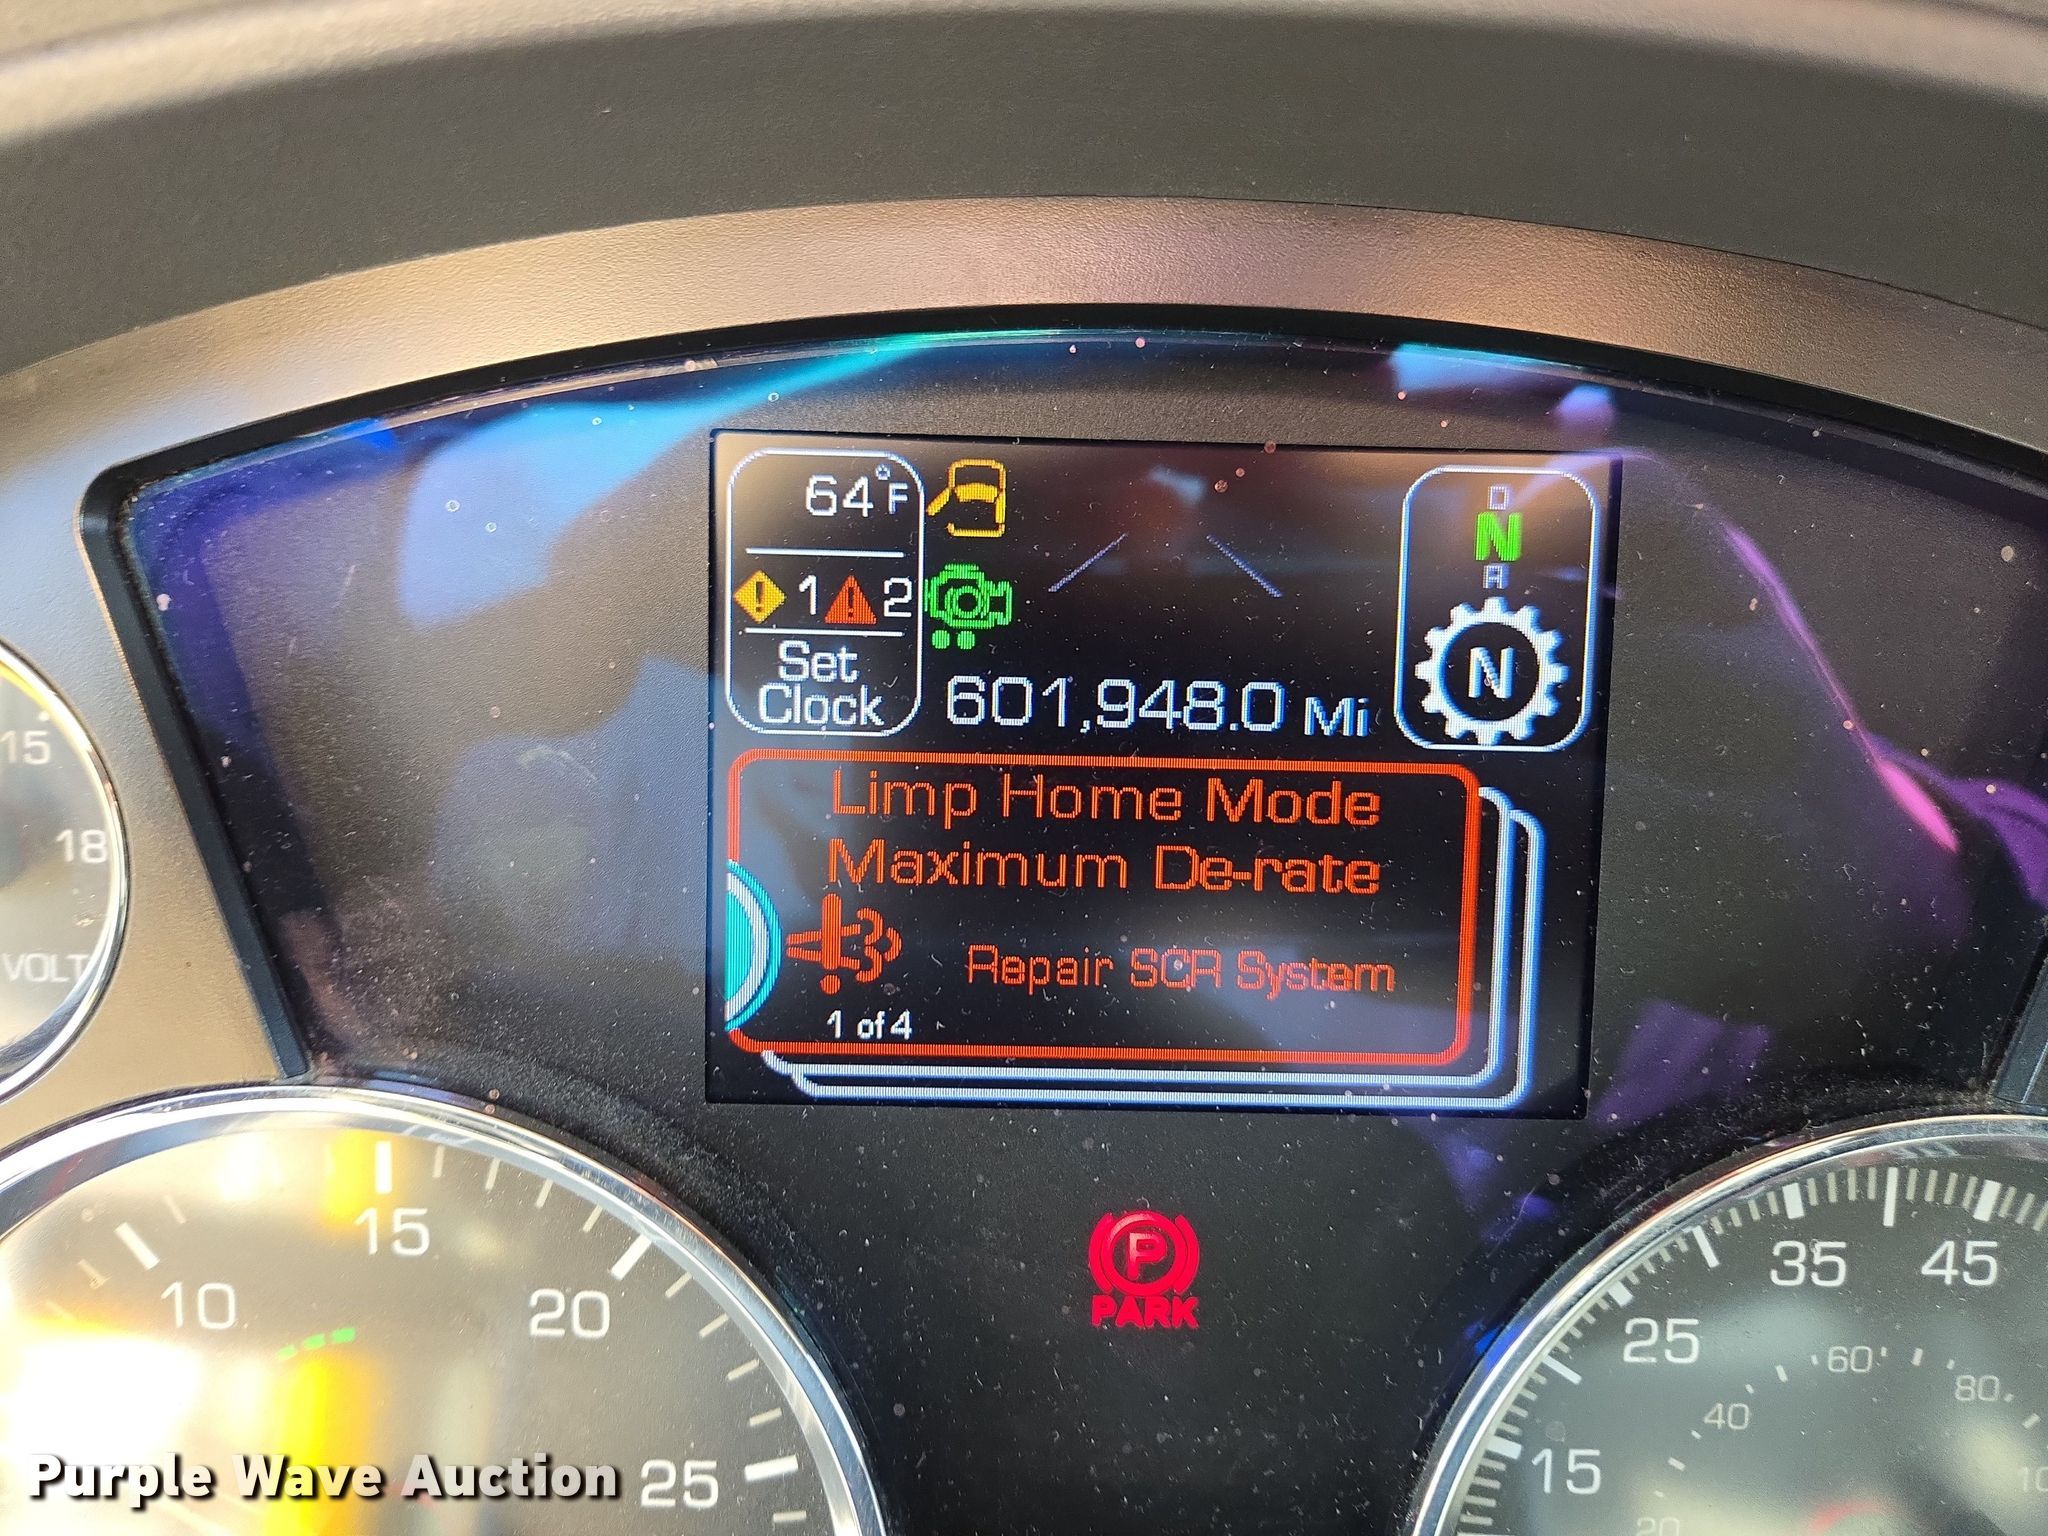 64°F
1 2
Set
Clock
601,948.0 Mi
D
N
A
N
Limp Home Mode
Maximum De-rate
Repair SCR System
1 of 4
15
18
VOLT
10
15
20
25
P
PARK
15
25
35
45
20
40
60
80
Purple Wave Auction